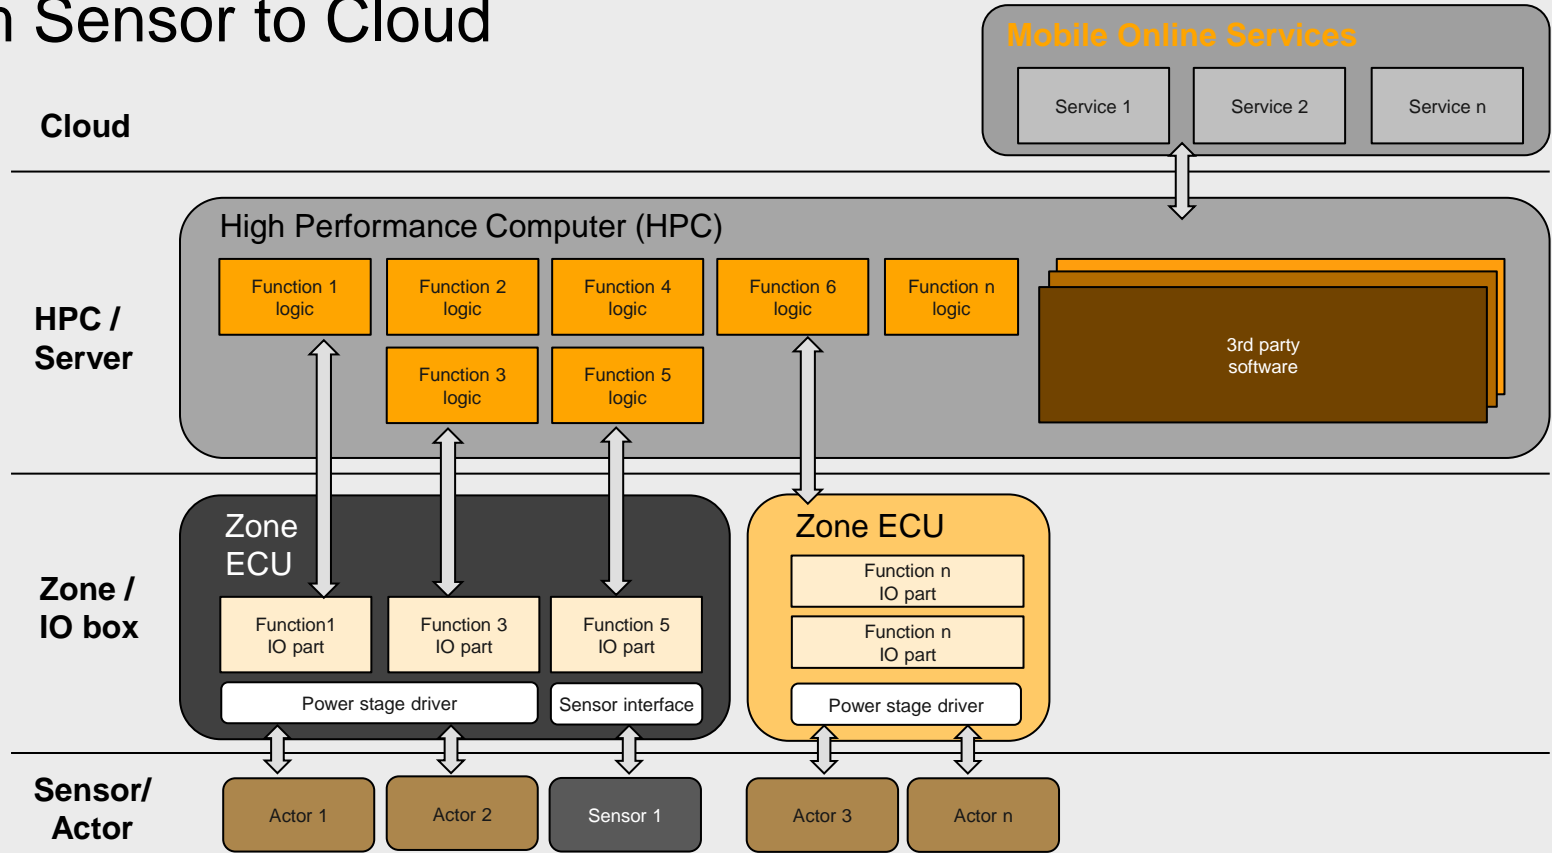 n Sensor to Cloud
Mobile Online Services
Service 1
Service 2
Service n
Cloud
High Performance Computer (HPC)
Function 1
logic
Function 2
logic
Function 4
logic
Function 6
logic
Function n
logic
HPC /
Server
3rd party
software
Function 3
logic
Function 5
logic
Zone
ECU
Zone ECU
Function n
IO part
Zone /
IO box
Function1
IO part
Function 3
IO part
Function 5
IO part
Function n
IO part
Power stage driver
Sensor interface
Power stage driver
Sensor/
Actor
Actor 1
Actor 2
Sensor 1
Actor 3
Actor n